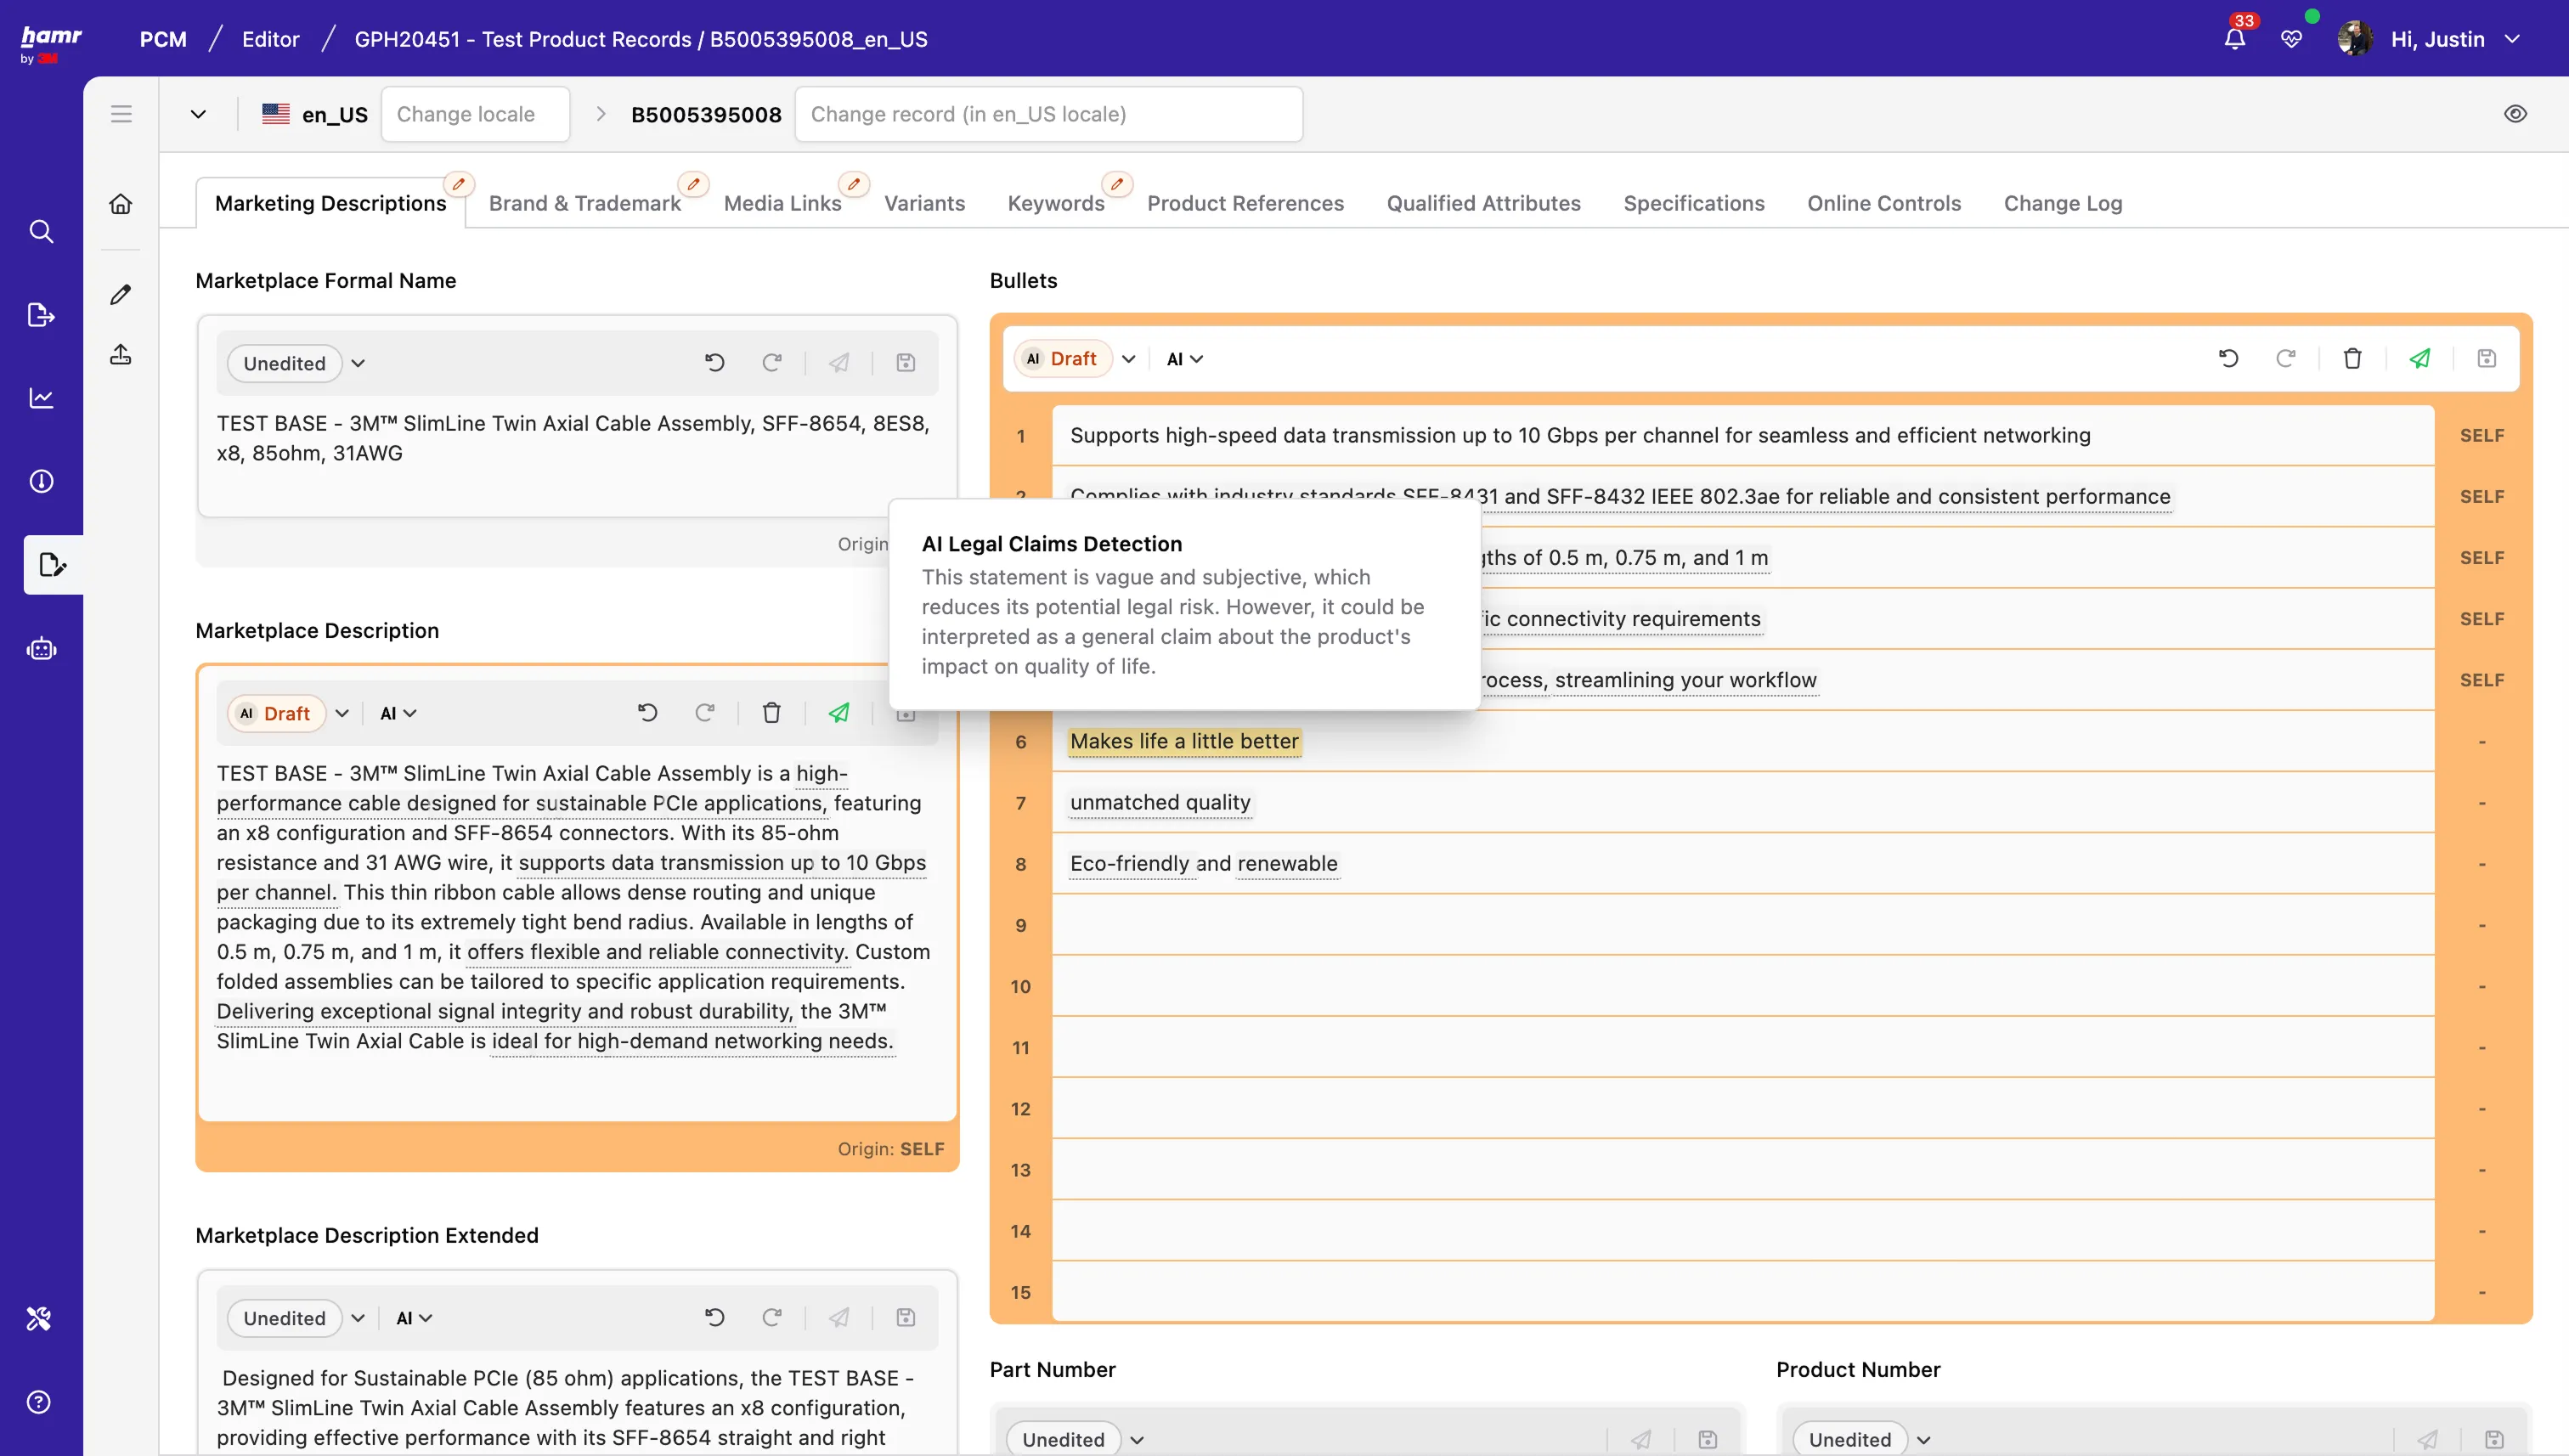 hamr
by 3M
PCM / Editor / GPH20451 - Test Product Records / B5005395008_en_US
33
Hi, Justin
en_US
Change locale
B5005395008
Change record (in en_US locale)
Marketing Descriptions
Brand & Trademark
Media Links
Variants
Keywords
Product References
Qualified Attributes
Specifications
Online Controls
Change Log
Marketplace Formal Name
Unedited
TEST BASE - 3M™ SlimLine Twin Axial Cable Assembly, SFF-8654, 8ES8,
x8, 85ohm, 31AWG
Origin
Marketplace Description
AI Draft
AI
TEST BASE - 3M™ SlimLine Twin Axial Cable Assembly is a high-
performance cable designed for sustainable PCIe applications, featuring
an x8 configuration and SFF-8654 connectors. With its 85-ohm
resistance and 31 AWG wire, it supports data transmission up to 10 Gbps
per channel. This thin ribbon cable allows dense routing and unique
packaging due to its extremely tight bend radius. Available in lengths of
0.5 m, 0.75 m, and 1 m, it offers flexible and reliable connectivity. Custom
folded assemblies can be tailored to specific application requirements.
Delivering exceptional signal integrity and robust durability, the 3M™
SlimLine Twin Axial Cable is ideal for high-demand networking needs.
Origin: SELF
Marketplace Description Extended
Unedited
AI
Designed for Sustainable PCIe (85 ohm) applications, the TEST BASE -
3M™ SlimLine Twin Axial Cable Assembly features an x8 configuration,
providing effective performance with its SFF-8654 straight and right
Bullets
AI Draft
AI
1 Supports high-speed data transmission up to 10 Gbps per channel for seamless and efficient networking SELF
2 Complies with industry standards SFF-8431 and SFF-8432 IEEE 802.3ae for reliable and consistent performance SELF
gths of 0.5 m, 0.75 m, and 1 m SELF
ic connectivity requirements SELF
rocess, streamlining your workflow SELF
AI Legal Claims Detection
This statement is vague and subjective, which
reduces its potential legal risk. However, it could be
interpreted as a general claim about the product's
impact on quality of life.
6 Makes life a little better -
7 unmatched quality -
8 Eco-friendly and renewable -
9 -
10 -
11 -
12 -
13 -
14 -
15 -
Part Number
Unedited
Product Number
Unedited